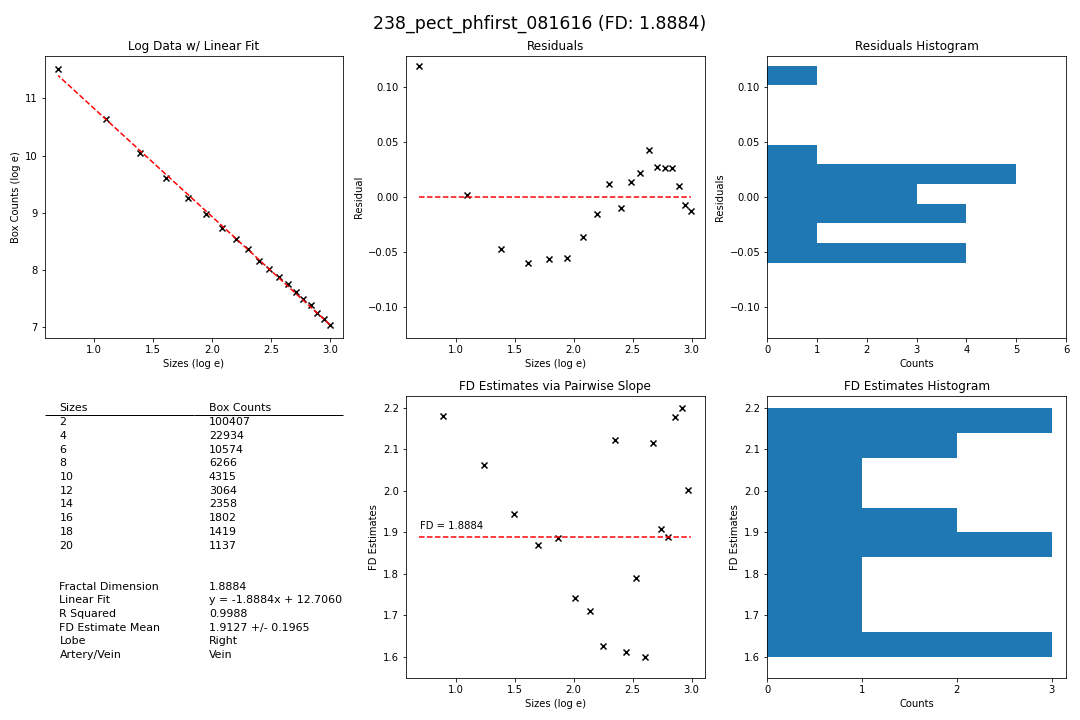 238_pect_phfirst_081616 (FD: 1.8884)
Log Data w/ Linear Fit
Box Counts (log e)
11
10
9
8
7
1.0 1.5 2.0 2.5 3.0
Sizes (log e)
Residuals
Residual
0.10
0.05
0.00
−0.05
−0.10
1.0 1.5 2.0 2.5 3.0
Sizes (log e)
Residuals Histogram
Residuals
0.10
0.05
0.00
−0.05
−0.10
0 1 2 3 4 5 6
Counts
Sizes Box Counts
2 100407
4 22934
6 10574
8 6266
10 4315
12 3064
14 2358
16 1802
18 1419
20 1137
Fractal Dimension 1.8884
Linear Fit y = -1.8884x + 12.7060
R Squared 0.9988
FD Estimate Mean 1.9127 +/- 0.1965
Lobe Right
Artery/Vein Vein
FD Estimates via Pairwise Slope
FD Estimates
2.2
2.1
2.0
1.9
1.8
1.7
1.6
FD = 1.8884
1.0 1.5 2.0 2.5 3.0
Sizes (log e)
FD Estimates Histogram
FD Estimates
2.2
2.1
2.0
1.9
1.8
1.7
1.6
0 1 2 3
Counts